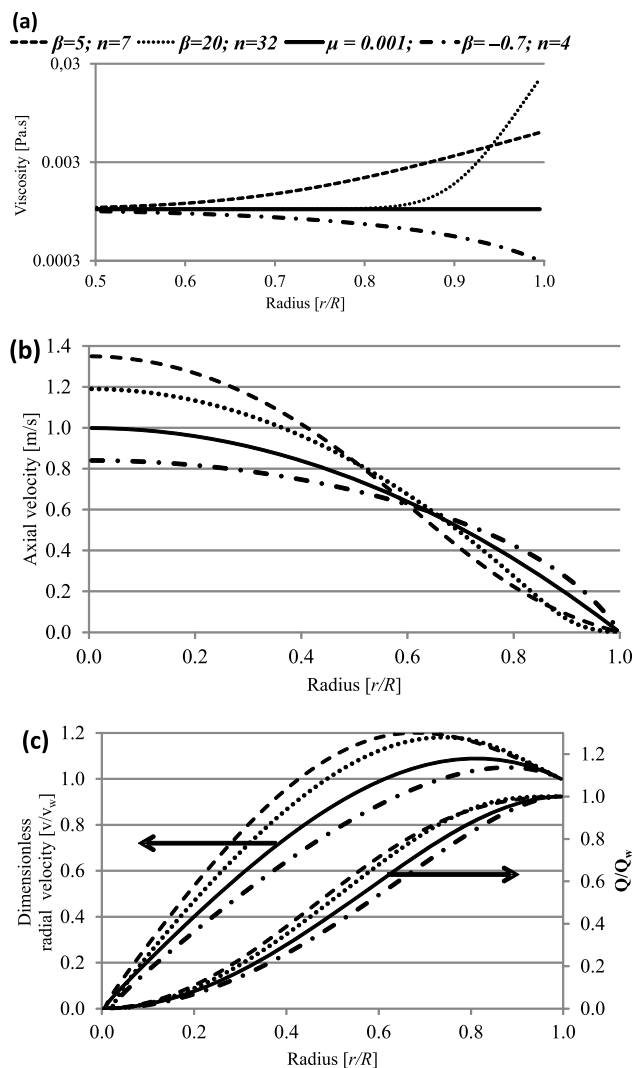 (a)
β=5; n=7 β=20; n=32 μ = 0.001; β= −0.7; n=4
0,03
0.003
0.0003
Viscosity [Pa.s]
0.5 0.6 0.7 0.8 0.9 1.0
Radius [r/R]
(b)
1.4
1.2
1.0
0.8
0.6
0.4
0.2
0.0
Axial velocity [m/s]
0.0 0.2 0.4 0.6 0.8 1.0
Radius [r/R]
(c)
1.2
1.0
0.8
0.6
0.4
0.2
0.0
Dimensionless
radial velocity [v/vw]
1.2
1.0
0.8
0.6
0.4
0.2
0.0
Q/Qw
0.0 0.2 0.4 0.6 0.8 1.0
Radius [r/R]